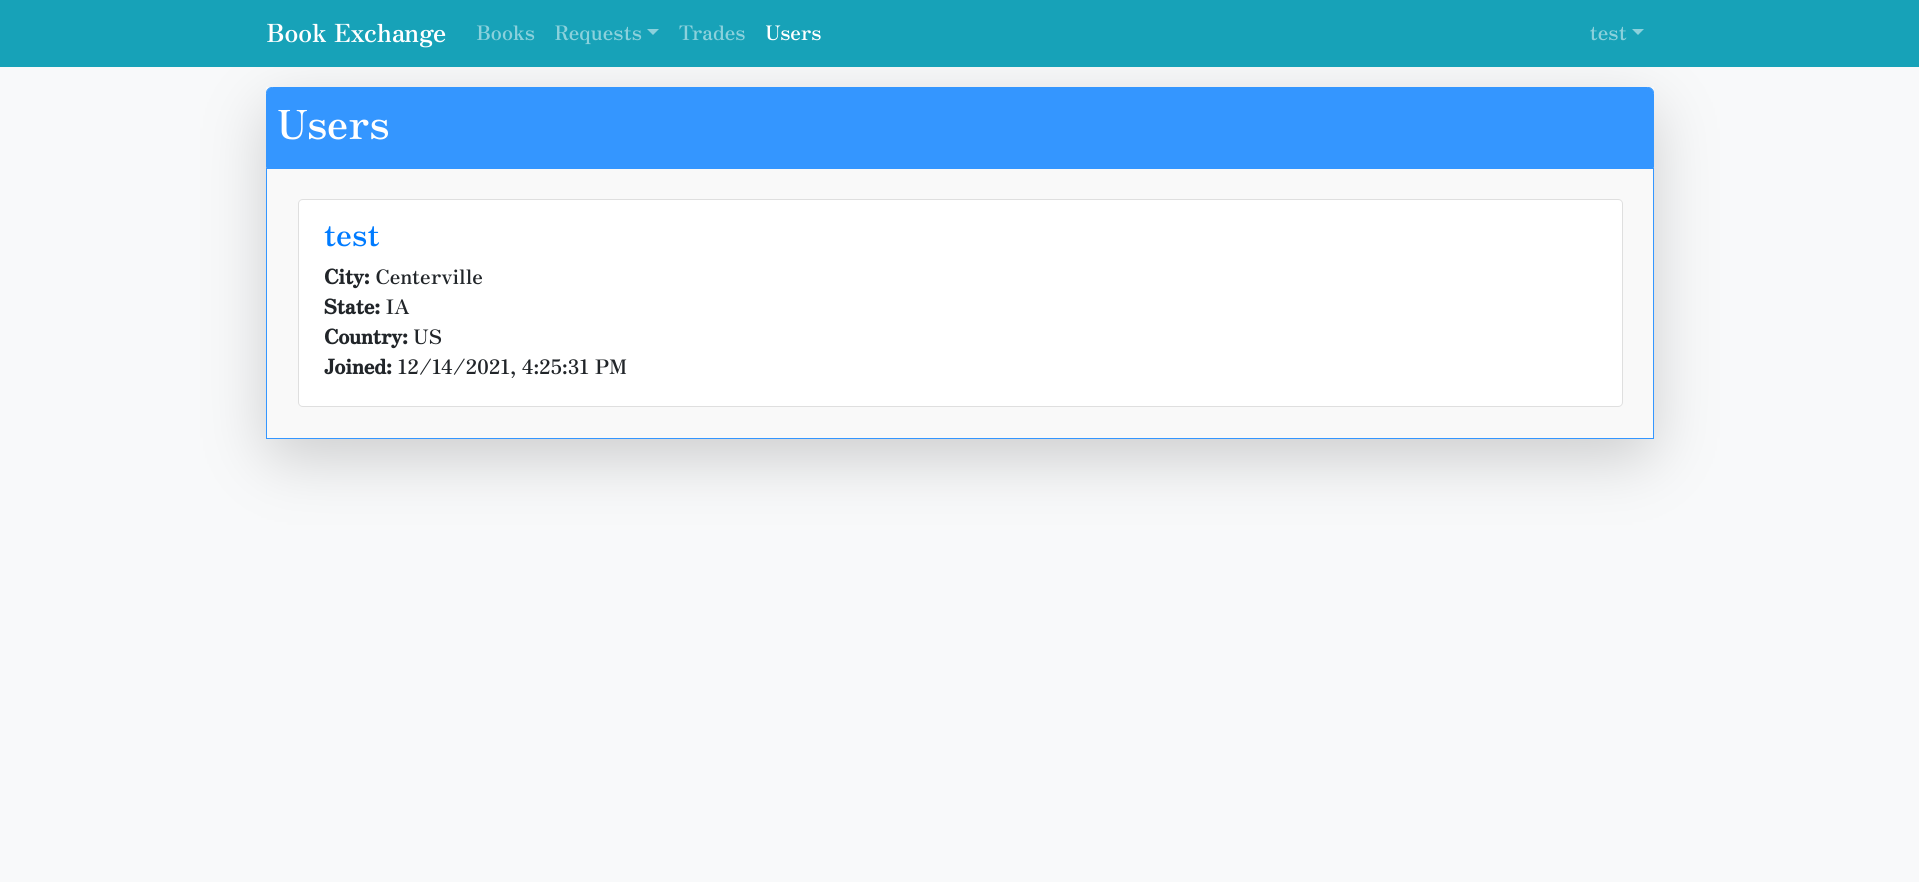 Book Exchange Books Requests Trades Users test
Users
test
City: Centerville
State: IA
Country: US
Joined: 12/14/2021, 4:25:31 PM